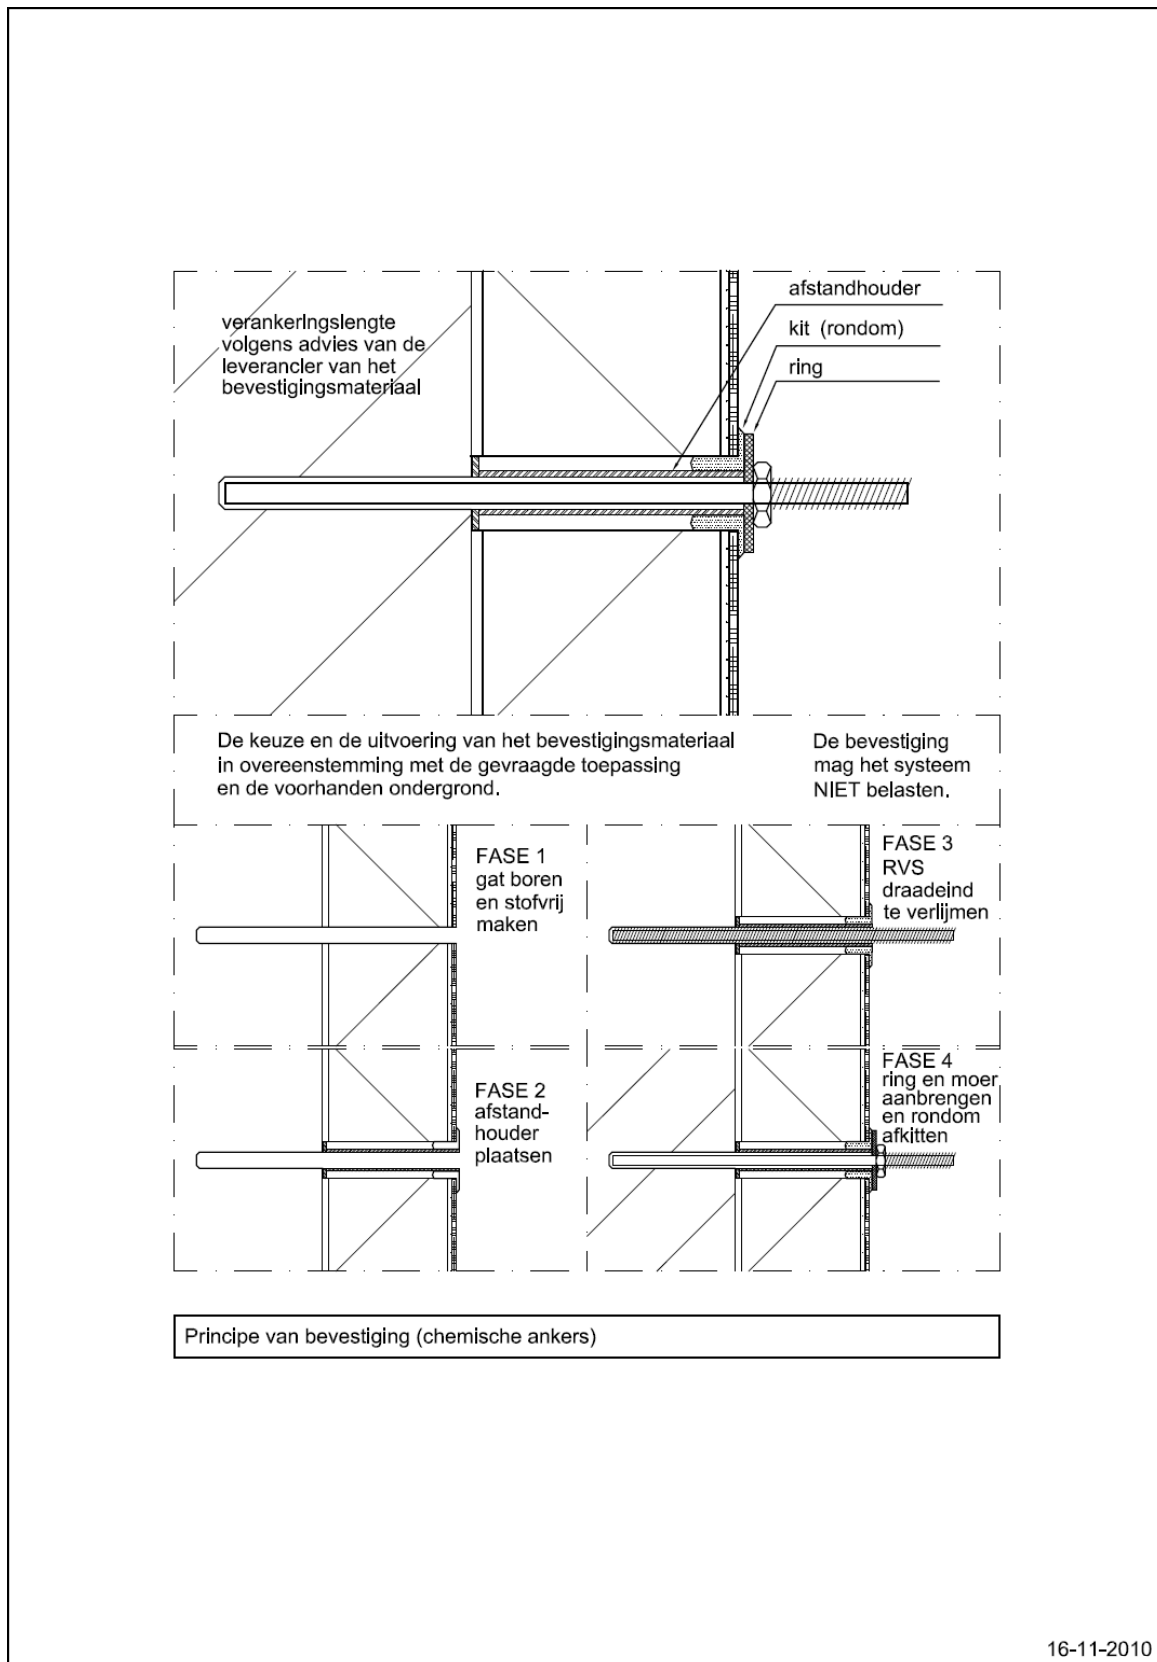 verankeringslengte
volgens advies van de
leverancier van het
bevestigingsmateriaal
afstandhouder
kit (rondom)
ring
De keuze en de uitvoering van het bevestigingsmateriaal
in overeenstemming met de gevraagde toepassing
en de voorhanden ondergrond.
De bevestiging
mag het systeem
NIET belasten.
FASE 1
gat boren
en stofvrij
maken
FASE 3
RVS
draadeind
te verlijmen
FASE 2
afstand-
houder
plaatsen
FASE 4
ring en moer
aanbrengen
en rondom
afkitten
Principe van bevestiging (chemische ankers)
16-11-2010